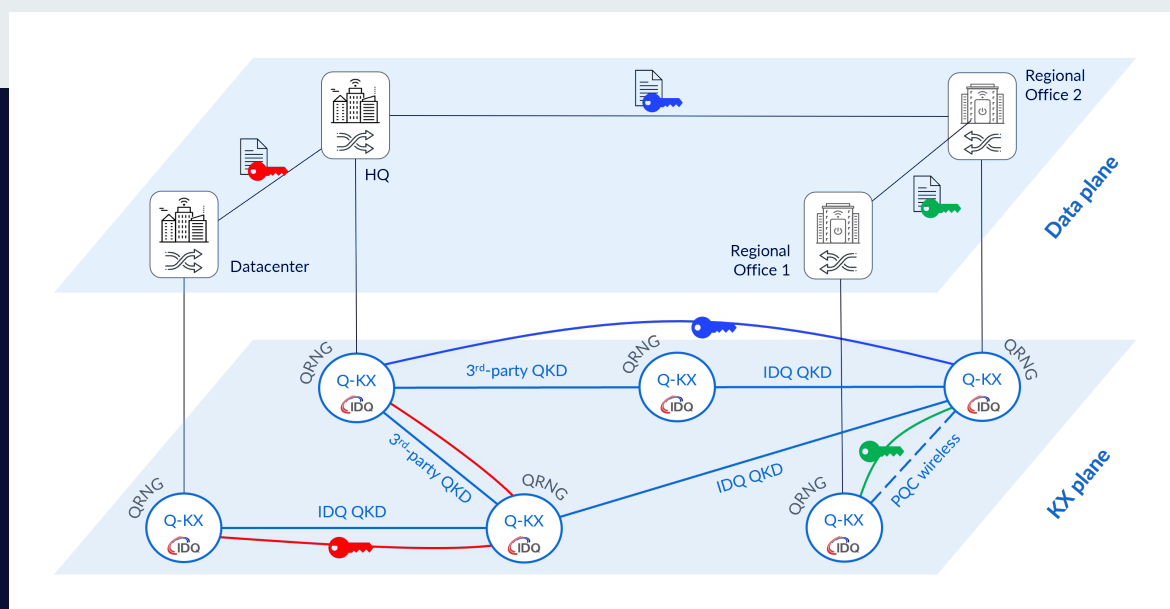 Regional
Office 2
HQ
Data plane
Datacenter
Regional
Office 1
QRNG
Q-KX
IDQ
3rd-party QKD
QRNG
Q-KX
IDQ
IDQ QKD
QRNG
Q-KX
IDQ
3rd-party QKD
IDQ QKD
PQC wireless
KX plane
QRNG
Q-KX
IDQ
IDQ QKD
QRNG
Q-KX
IDQ
QRNG
Q-KX
IDQ